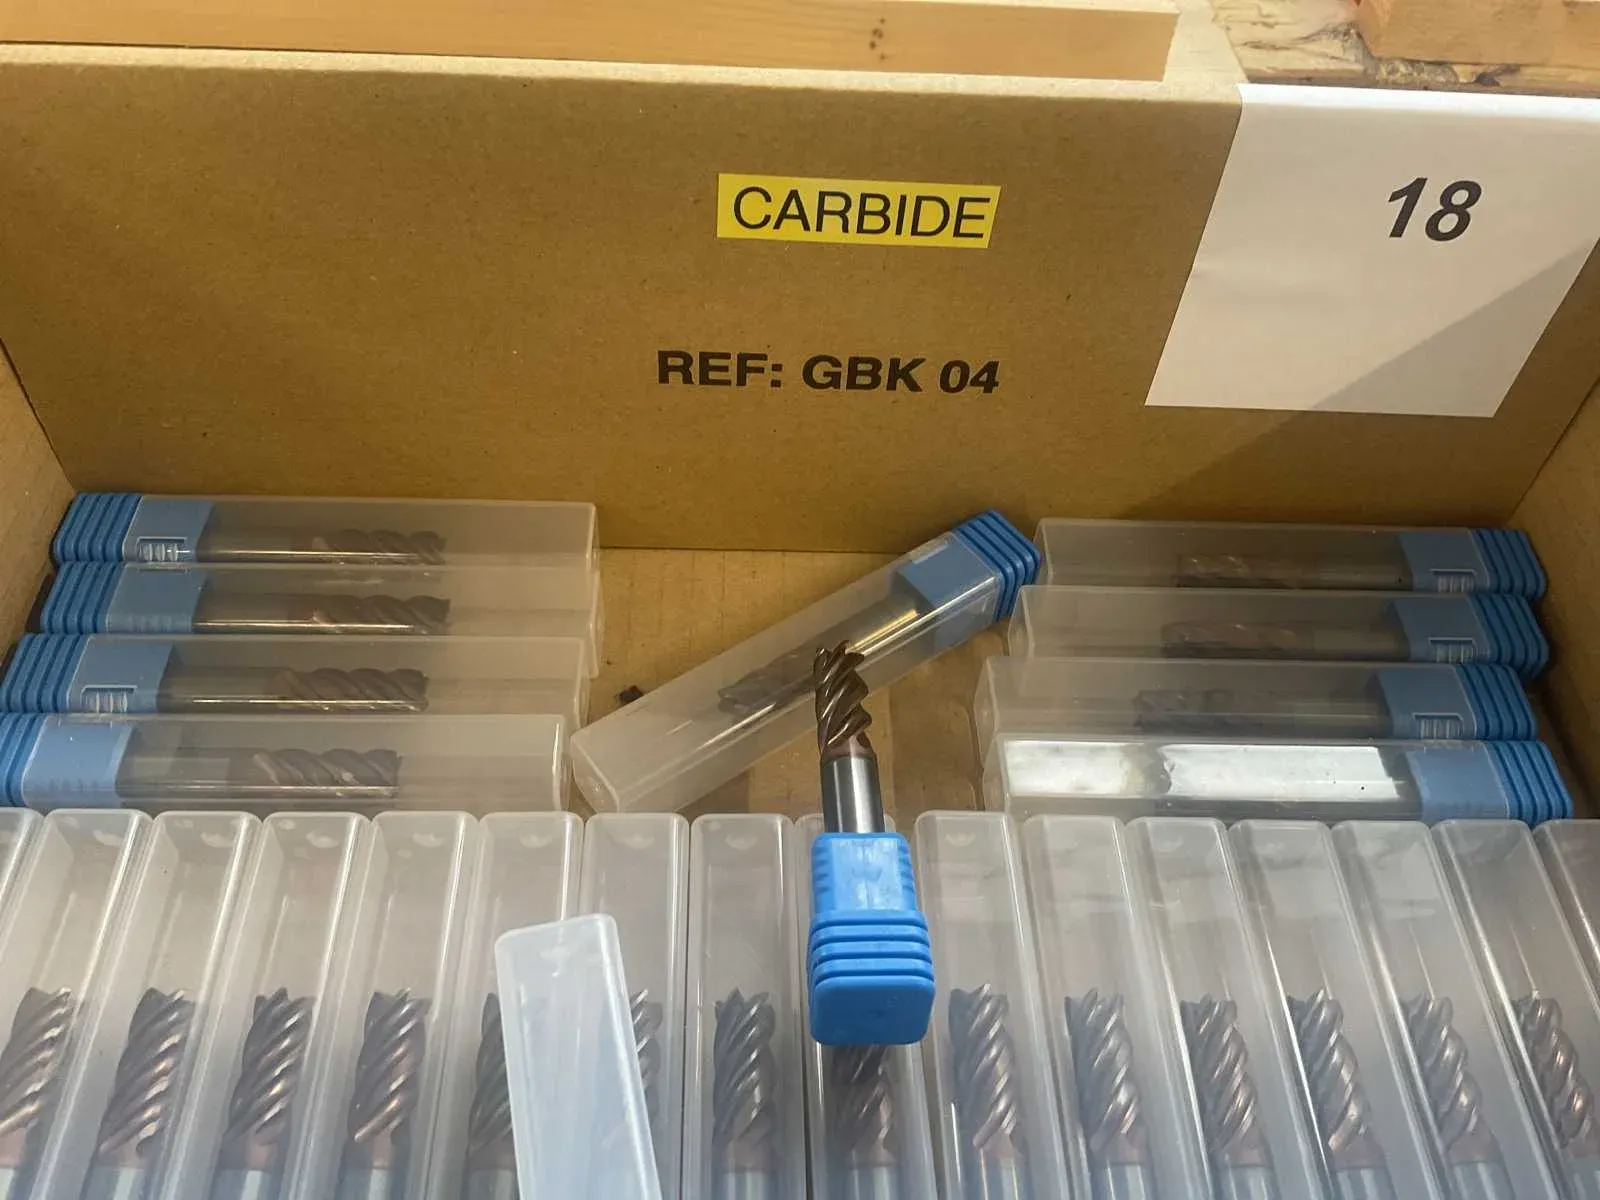 CARBIDE
18
REF: GBK 04